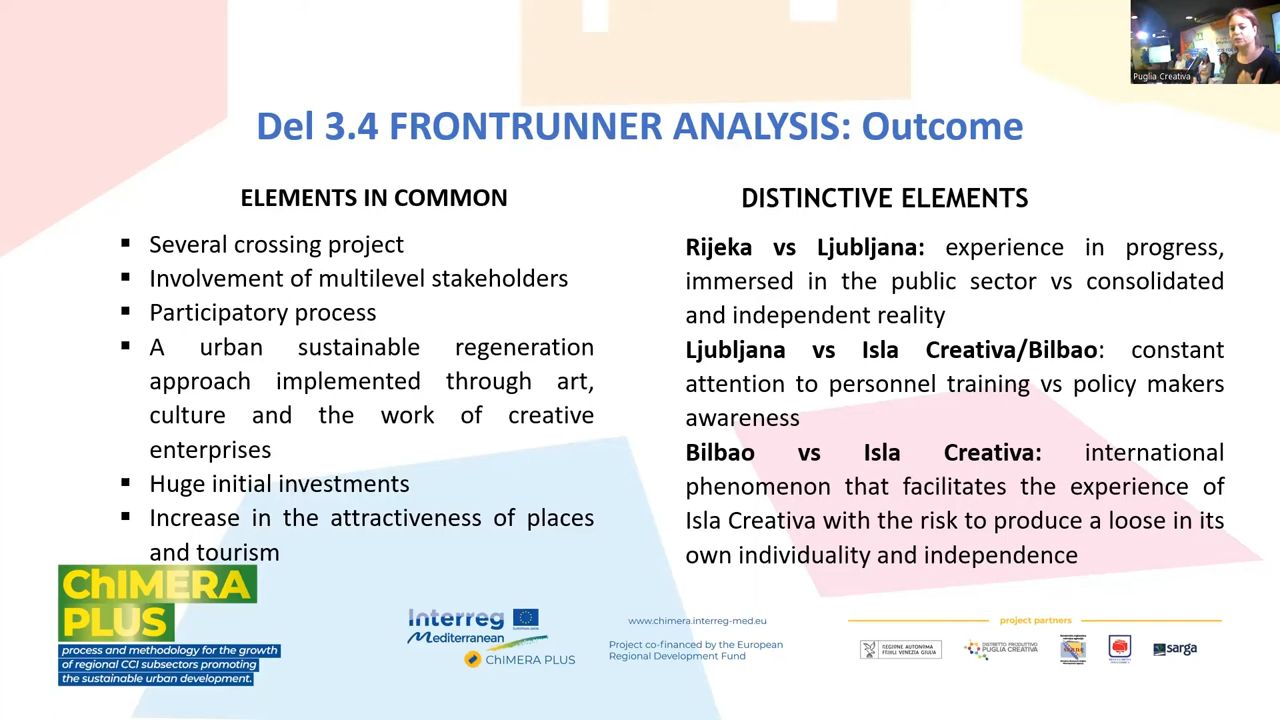 Puglia Creativa
Del 3.4 FRONTRUNNER ANALYSIS: Outcome
ELEMENTS IN COMMON
▪ Several crossing project
▪ Involvement of multilevel stakeholders
▪ Participatory process
▪ A urban sustainable regeneration
approach implemented through art,
culture and the work of creative
enterprises
▪ Huge initial investments
▪ Increase in the attractiveness of places
and tourism
DISTINCTIVE ELEMENTS
Rijeka vs Ljubljana: experience in progress,
immersed in the public sector vs consolidated
and independent reality
Ljubljana vs Isla Creativa/Bilbao: constant
attention to personnel training vs policy makers
awareness
Bilbao vs Isla Creativa: international
phenomenon that facilitates the experience of
Isla Creativa with the risk to produce a loose in its
own individuality and independence
ChIMERA
PLUS
process and methodology for the growth
of regional CCI subsectors promoting
the sustainable urban development.
Interreg
Mediterranean
ChIMERA PLUS
www.chimera.interreg-med.eu
Project co-financed by the European
Regional Development Fund
project partners
REGIONE AUTONOMA
FRIULI VENEZIA GIULIA
DISTRETTO PRODUTTIVO
PUGLIA CREATIVA
sarga